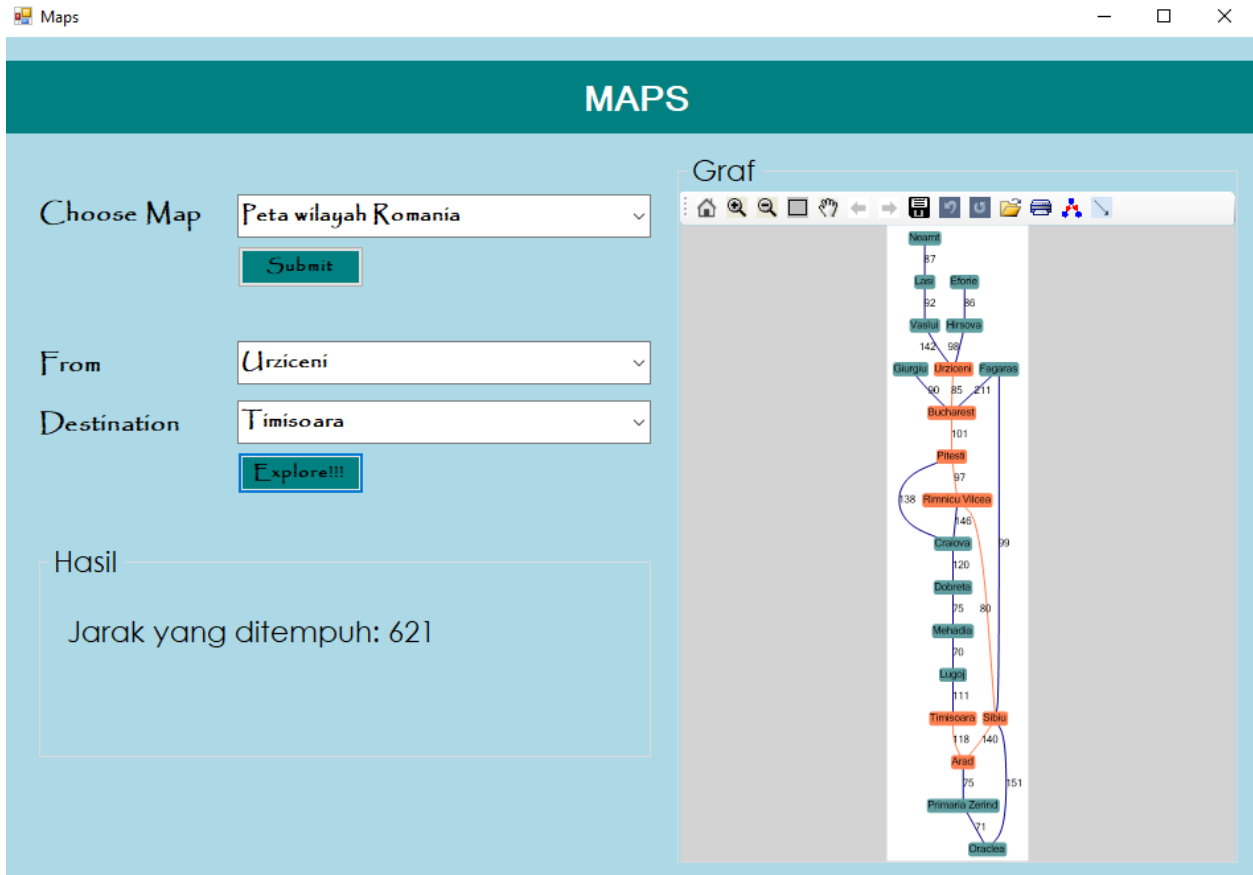 Maps
MAPS
Choose Map
Peta wilayah Romania
Submit
From
Urziceni
Destination
Timisoara
Explore!!!
Hasil
Jarak yang ditempuh: 621
Graf
Neamt
87
Lasi Eforie
92 86
Vaslui Hirsova
142 98
Giurgiu Urziceni Fagaras
90 85 211
Bucharest
101
Pitesti
97
138 Rimnicu Vilcea
146
Craiova 99
120
Dobreta
75 80
Mehadia
70
Lugoj
111
Timisoara Sibiu
118 140
Arad
75 151
Primaria Zerind
71
Oraclea